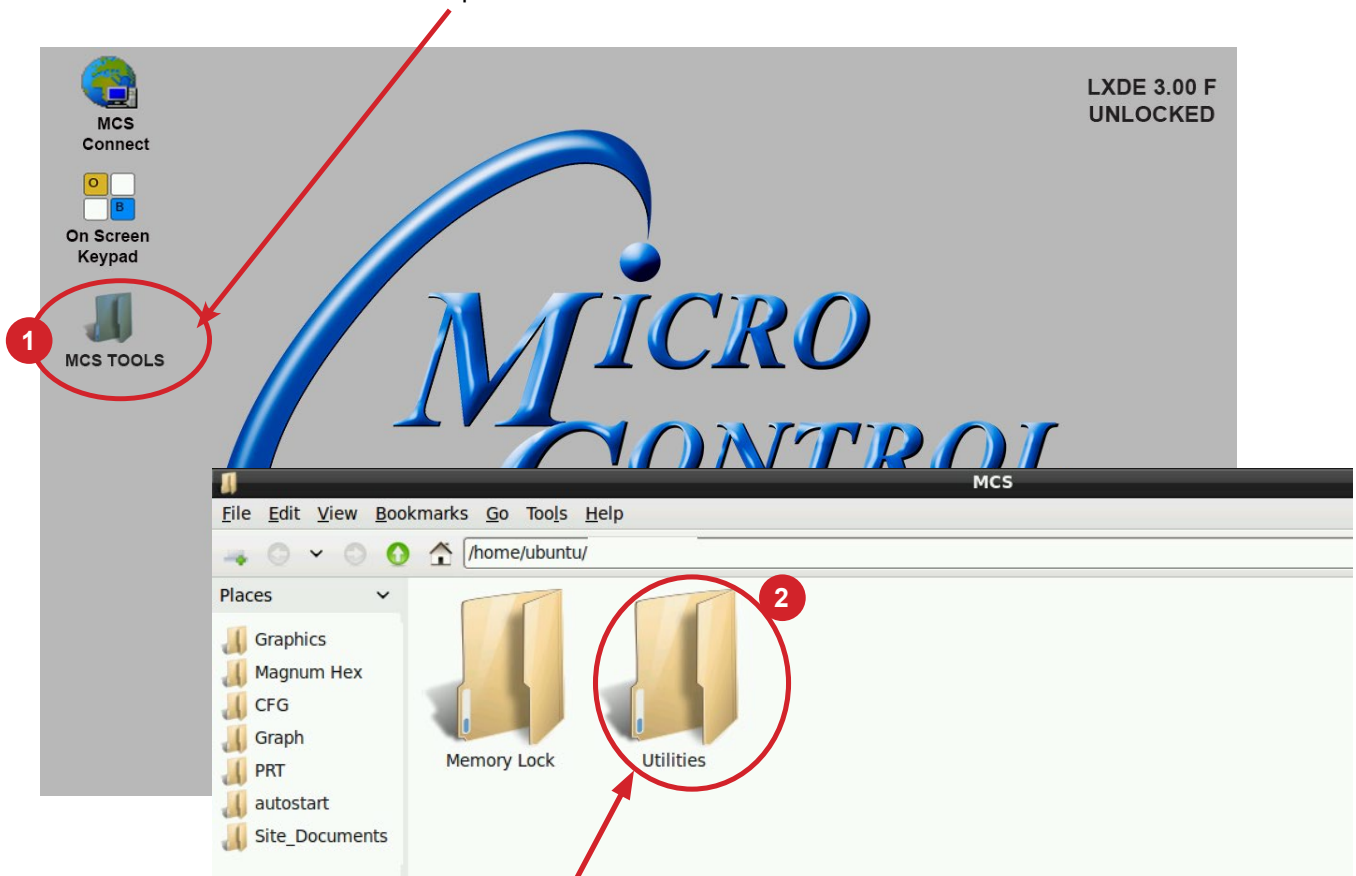 LXDE 3.00 F
UNLOCKED
MCS
Connect
O
B
On Screen
Keypad
1
MCS TOOLS
MICRO
CONTROL
MCS
File Edit View Bookmarks Go Tools Help
/home/ubuntu/
Places
Graphics
Magnum Hex
CFG
Graph
PRT
autostart
Site_Documents
2
Memory Lock
Utilities